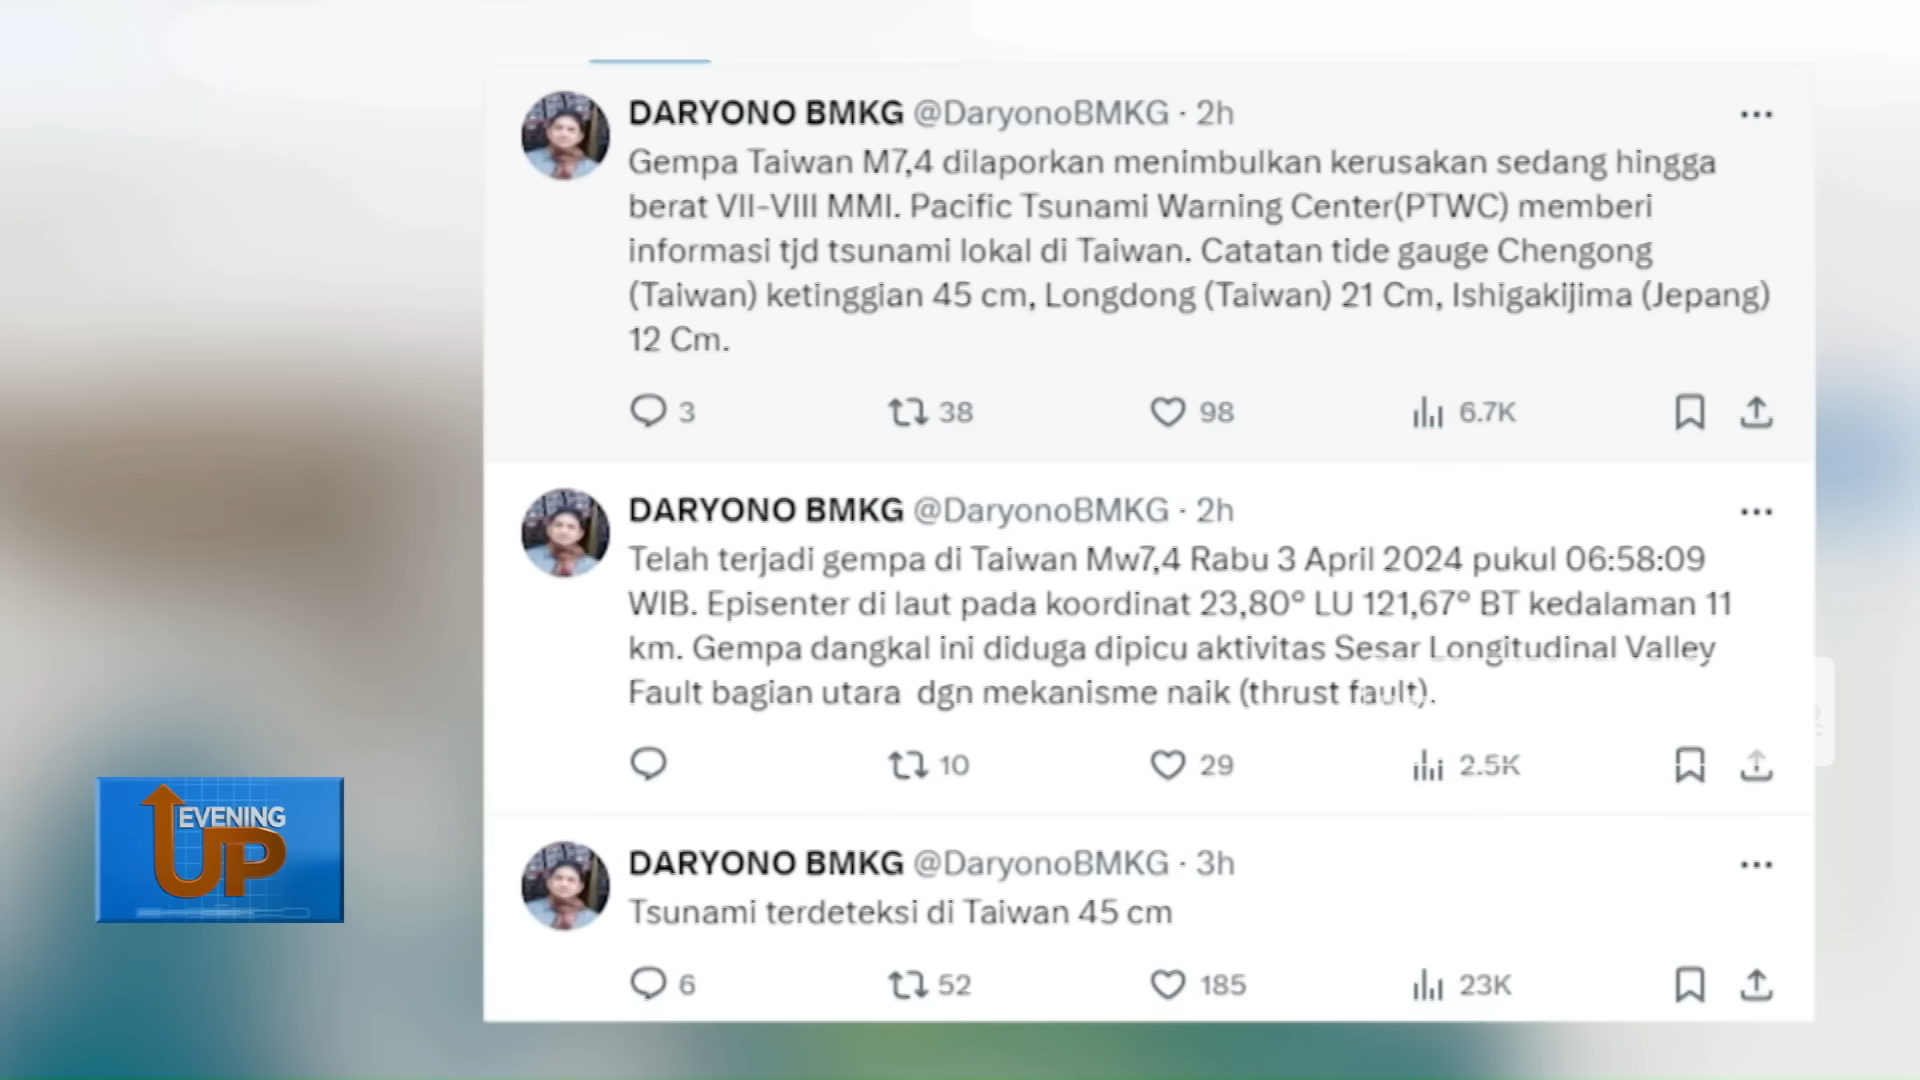 DARYONO BMKG @DaryonoBMKG · 2h
Gempa Taiwan M7,4 dilaporkan menimbulkan kerusakan sedang hingga
berat VII-VIII MMI. Pacific Tsunami Warning Center(PTWC) memberi
informasi tjd tsunami lokal di Taiwan. Catatan tide gauge Chengong
(Taiwan) ketinggian 45 cm, Longdong (Taiwan) 21 Cm, Ishigakijima (Jepang)
12 Cm.
3 38 98 6.7K
DARYONO BMKG @DaryonoBMKG · 2h
Telah terjadi gempa di Taiwan Mw7,4 Rabu 3 April 2024 pukul 06:58:09
WIB. Episenter di laut pada koordinat 23,80° LU 121,67° BT kedalaman 11
km. Gempa dangkal ini diduga dipicu aktivitas Sesar Longitudinal Valley
Fault bagian utara dgn mekanisme naik (thrust fault).
10 29 2.5K
EVENING
UP
DARYONO BMKG @DaryonoBMKG · 3h
Tsunami terdeteksi di Taiwan 45 cm
6 52 185 23K